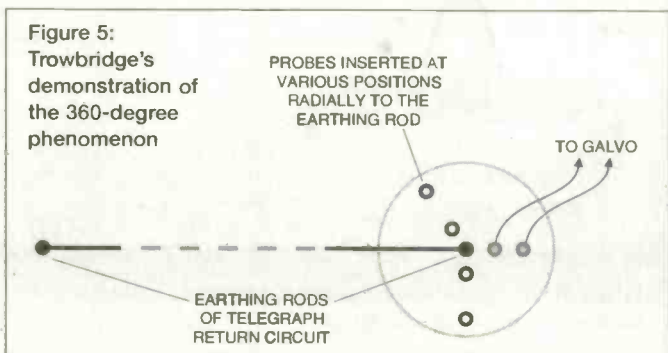 Figure 5:
Trowbridge's
demonstration of
the 360-degree
phenomenon
PROBES INSERTED AT
VARIOUS POSITIONS
RADIALLY TO THE
EARTHING ROD
TO GALVO
EARTHING RODS
OF TELEGRAPH
RETURN CIRCUIT